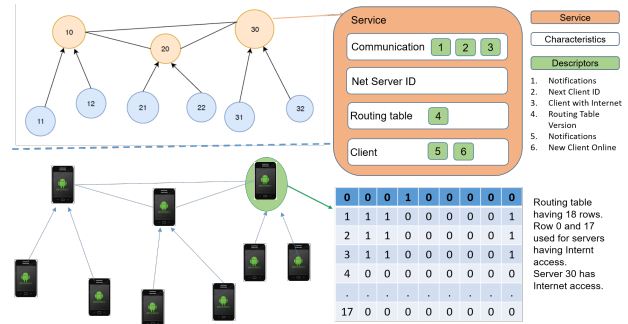 10
20
30
11
12
21
22
31
32
Service
Communication 1 2 3
Net Server ID
Routing table 4
Client 5 6
Service
Characteristics
Descriptors
1. Notifications
2. Next Client ID
3. Client with Internet
4. Routing Table
Version
5. Notifications
6. New Client Online
0 0 0 1 0 0 0 0 0
1 1 1 0 0 0 0 0 1
2 1 1 0 0 0 0 0 1
3 1 1 0 0 0 0 0 1
4 0 0 0 0 0 0 0 0
. . . . . . . . .
17 0 0 0 0 0 0 0 0
Routing table
having 18 rows.
Row 0 and 17
used for servers
having Internt
access.
Server 30 has
Internet access.